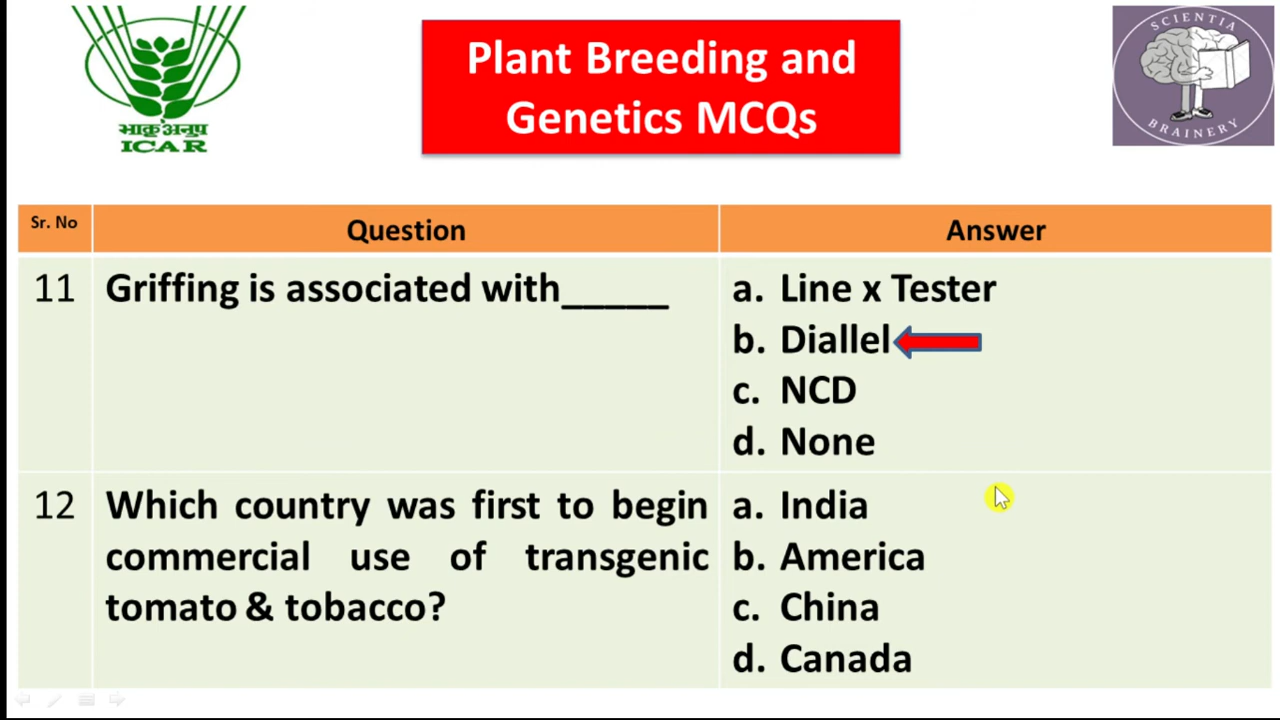 भाकृअनुप
ICAR
Plant Breeding and
Genetics MCQs
SCIENTIA
BRAINERY
Sr. No
Question
Answer
11
Griffing is associated with_____
a. Line x Tester
b. Diallel
c. NCD
d. None
12
Which country was first to begin
commercial use of transgenic
tomato & tobacco?
a. India
b. America
c. China
d. Canada